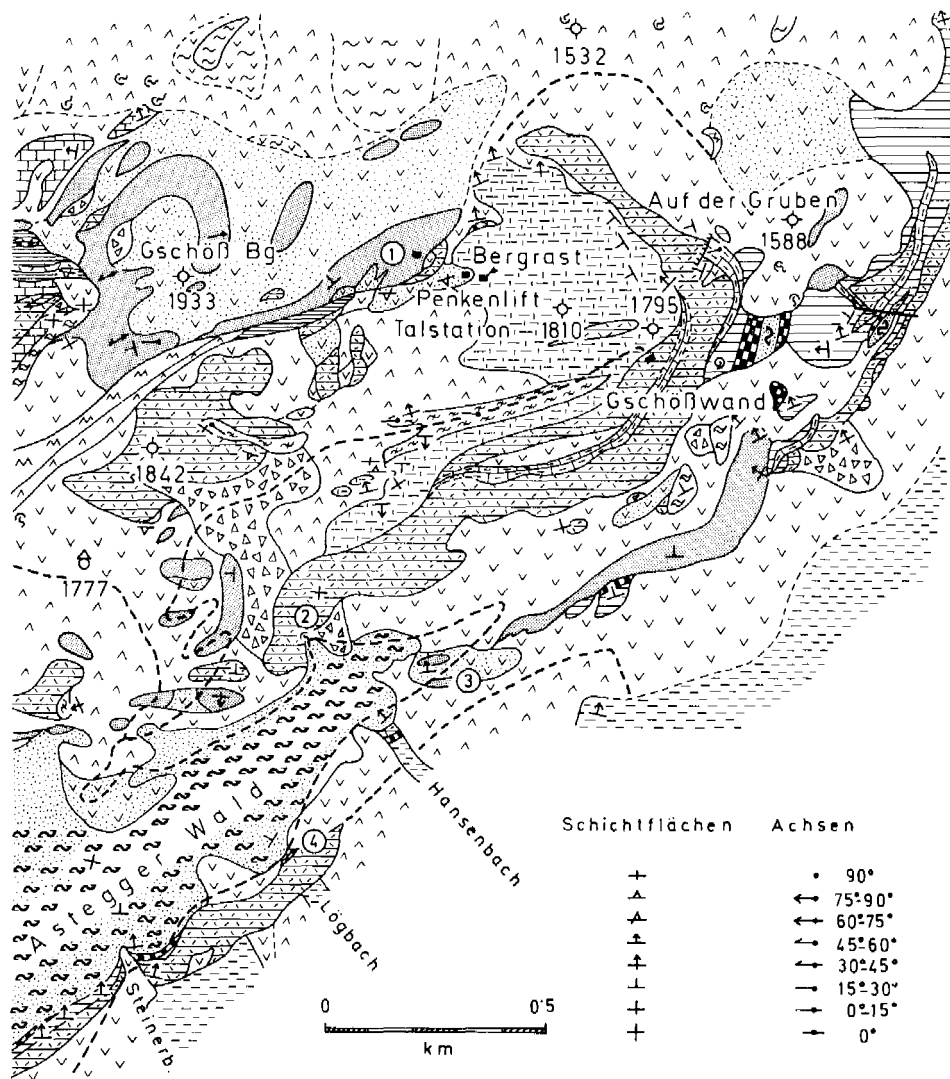 1532
Auf der Gruben
1588
Gschöß Bg.
1933
1
Bergrast
Penkenlift
Talstation
1810
1795
Gschößwand
1842
1777
2
3
4
Astegger Wald
Hansenbach
Lögbach
Steinerb.
Schichtflächen Achsen
90°
75°-90°
60°-75°
45°-60°
30°-45°
15°-30°
0°-15°
0°
0 0·5
km